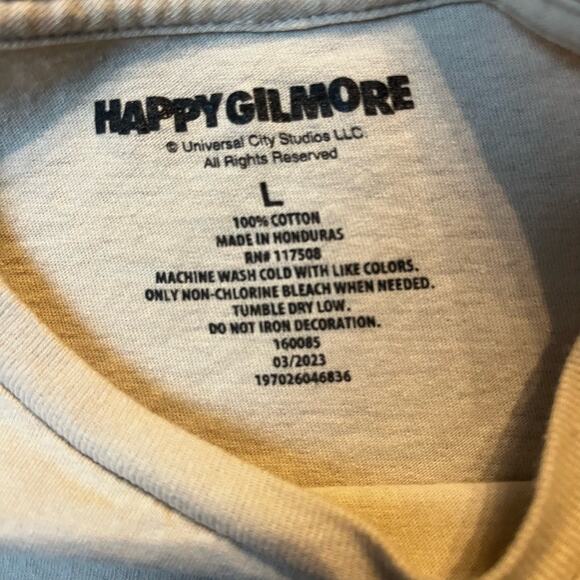 HAPPY GILMORE
© Universal City Studios LLC.
All Rights Reserved
L
100% COTTON
MADE IN HONDURAS
RN# 117508
MACHINE WASH COLD WITH LIKE COLORS.
ONLY NON-CHLORINE BLEACH WHEN NEEDED.
TUMBLE DRY LOW.
DO NOT IRON DECORATION.
160085
03/2023
197026046836